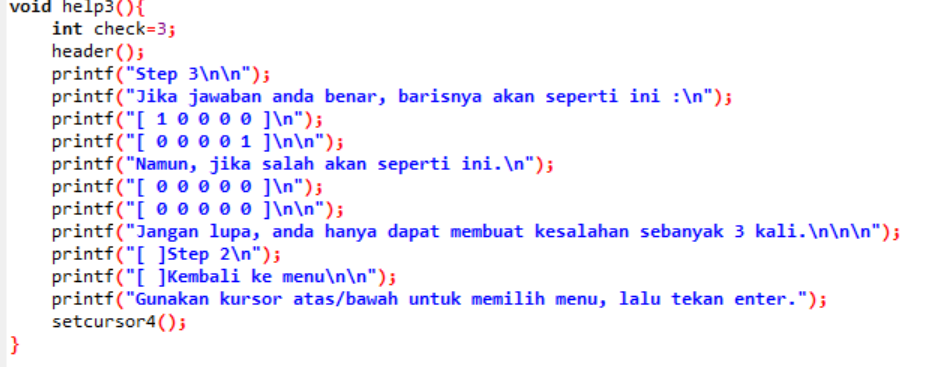 void help3(){
int check=3;
header();
printf("Step 3\n\n");
printf("Jika jawaban anda benar, barisnya akan seperti ini :\n");
printf("[ 1 0 0 0 0 ]\n");
printf("[ 0 0 0 0 1 ]\n\n");
printf("Namun, jika salah akan seperti ini.\n");
printf("[ 0 0 0 0 0 ]\n");
printf("[ 0 0 0 0 0 ]\n\n");
printf("Jangan lupa, anda hanya dapat membuat kesalahan sebanyak 3 kali.\n\n\n");
printf("[ ]Step 2\n");
printf("[ ]Kembali ke menu\n\n");
printf("Gunakan kursor atas/bawah untuk memilih menu, lalu tekan enter.");
setcursor4();
}